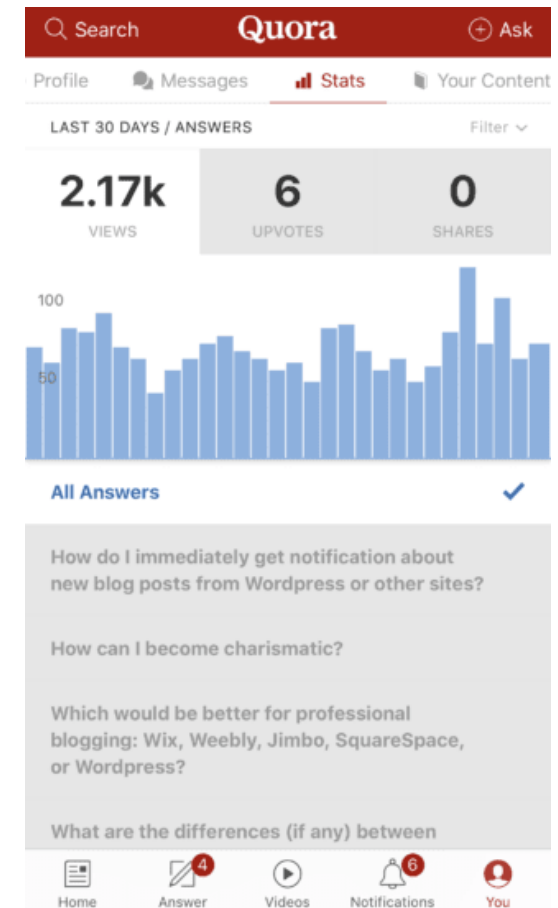 Search
Quora
Ask
Profile
Messages
Stats
Your Content
LAST 30 DAYS / ANSWERS
Filter
2.17k
6
0
VIEWS
UPVOTES
SHARES
100
50
All Answers
How do I immediately get notification about
new blog posts from Wordpress or other sites?
How can I become charismatic?
Which would be better for professional
blogging: Wix, Weebly, Jimbo, SquareSpace,
or Wordpress?
What are the differences (if any) between
4
6
Home
Answer
Videos
Notifications
You